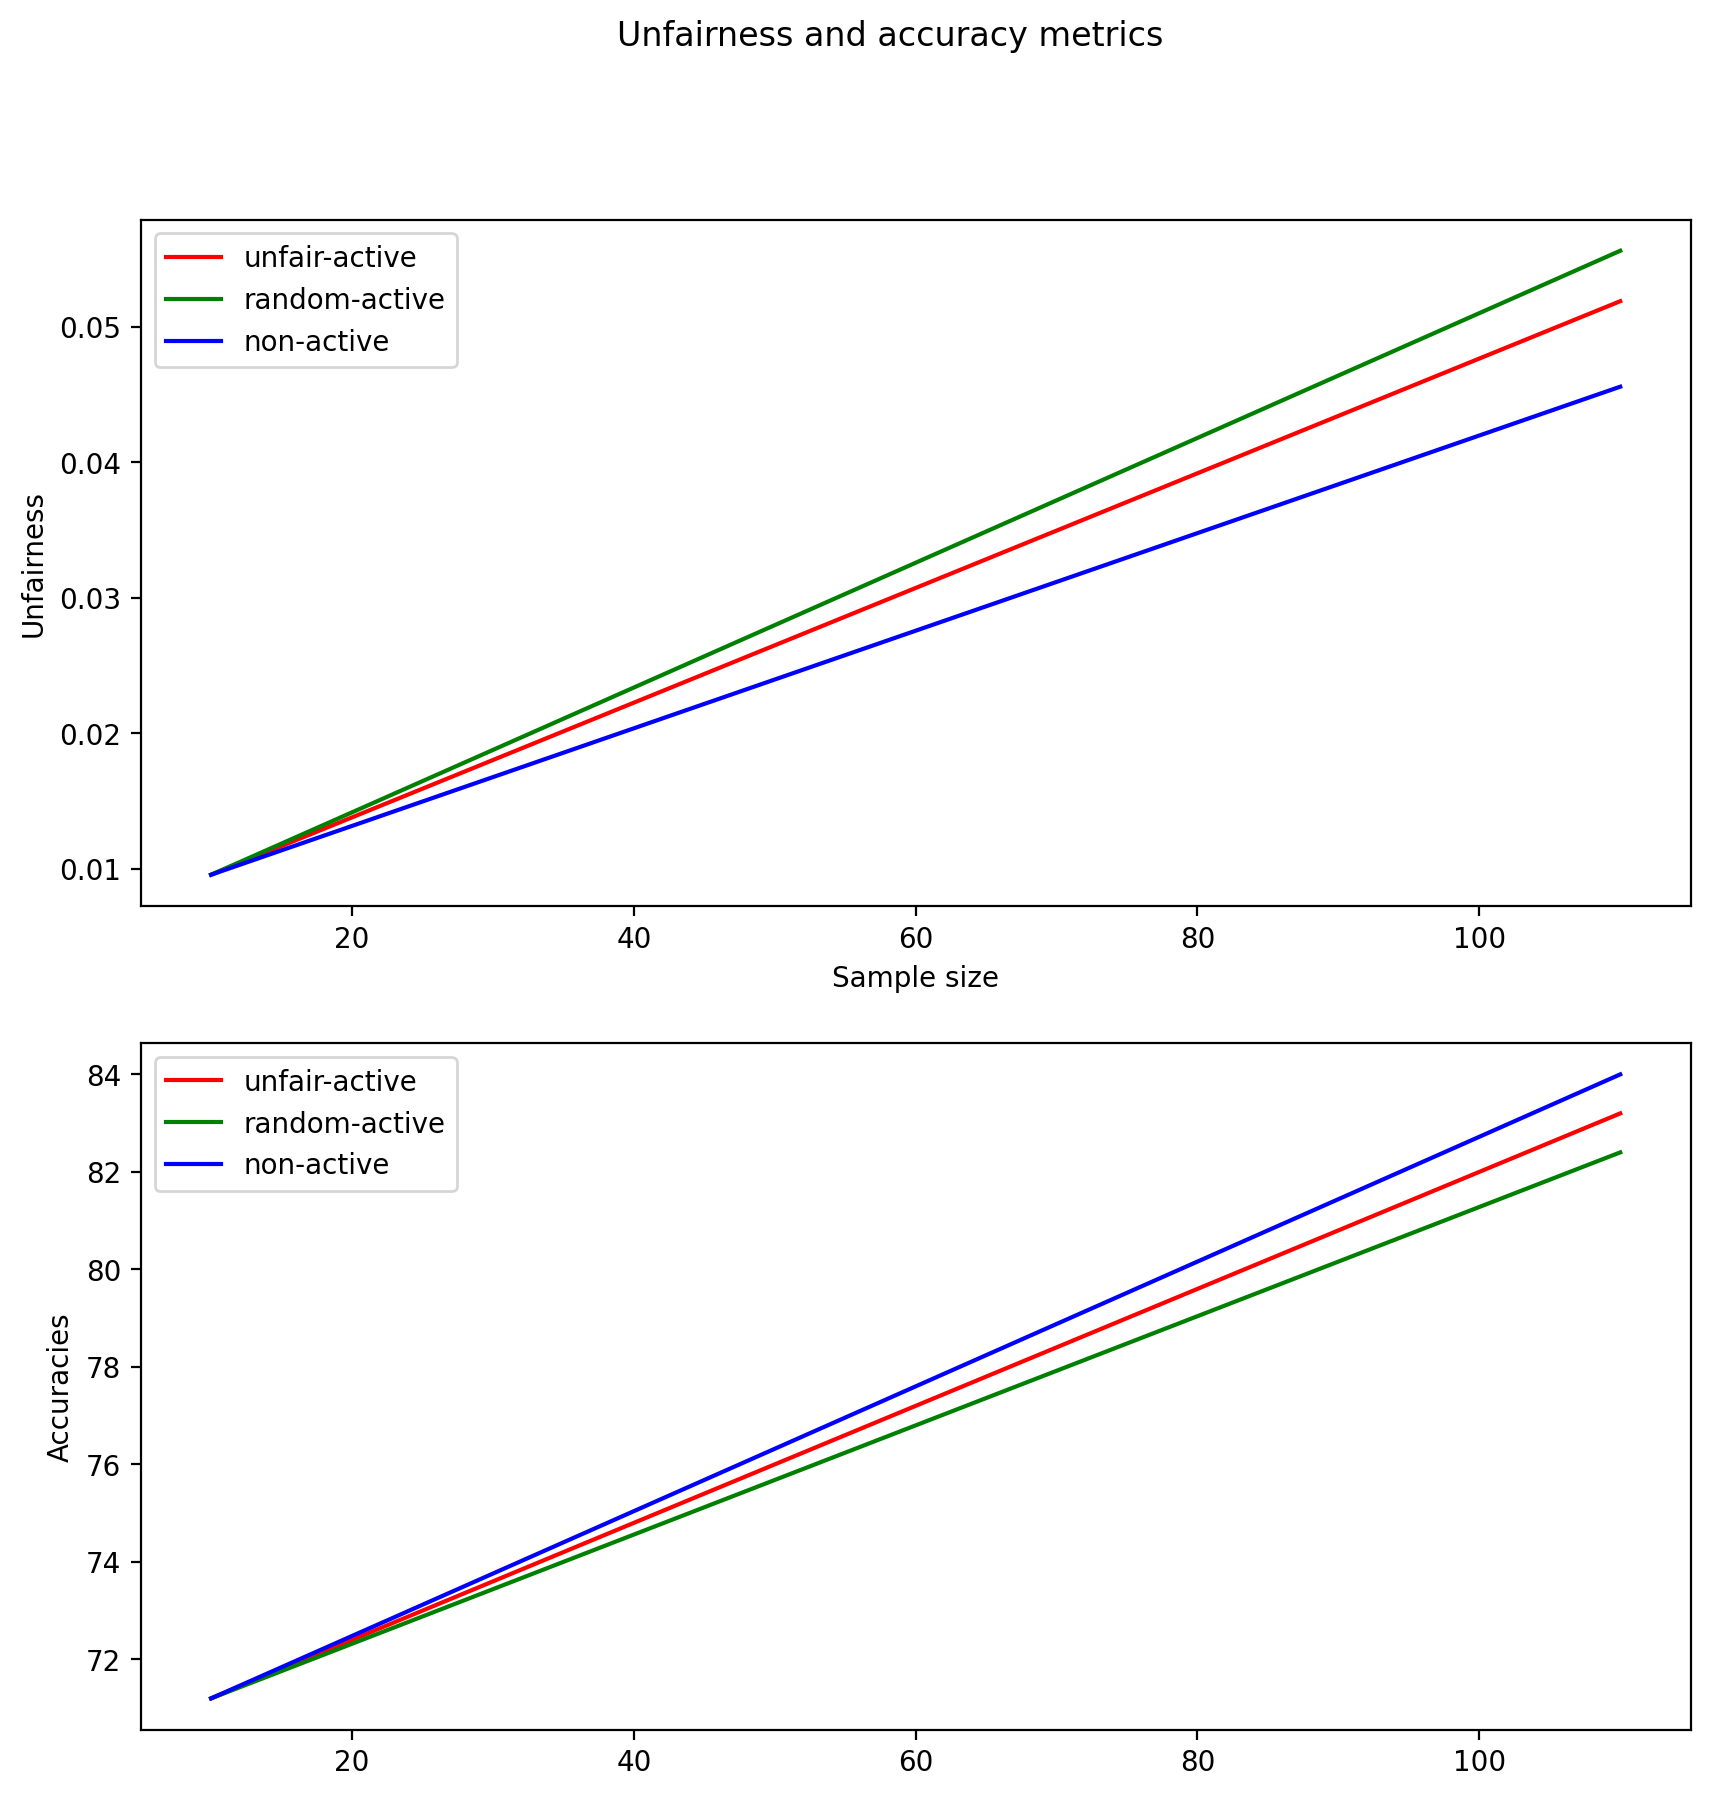 Unfairness and accuracy metrics
unfair-active
random-active
non-active
0.05
0.04
0.03
0.02
0.01
Unfairness
20 40 60 80 100
Sample size
unfair-active
random-active
non-active
84
82
80
78
76
74
72
Accuracies
20 40 60 80 100